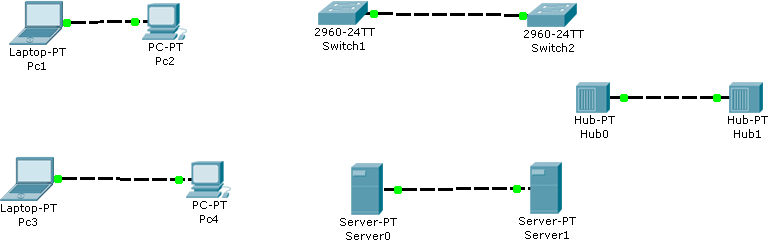 Laptop-PT
Pc1
PC-PT
Pc2
2960-24TT
Switch1
2960-24TT
Switch2
Hub-PT
Hub0
Hub-PT
Hub1
Laptop-PT
Pc3
PC-PT
Pc4
Server-PT
Server0
Server-PT
Server1